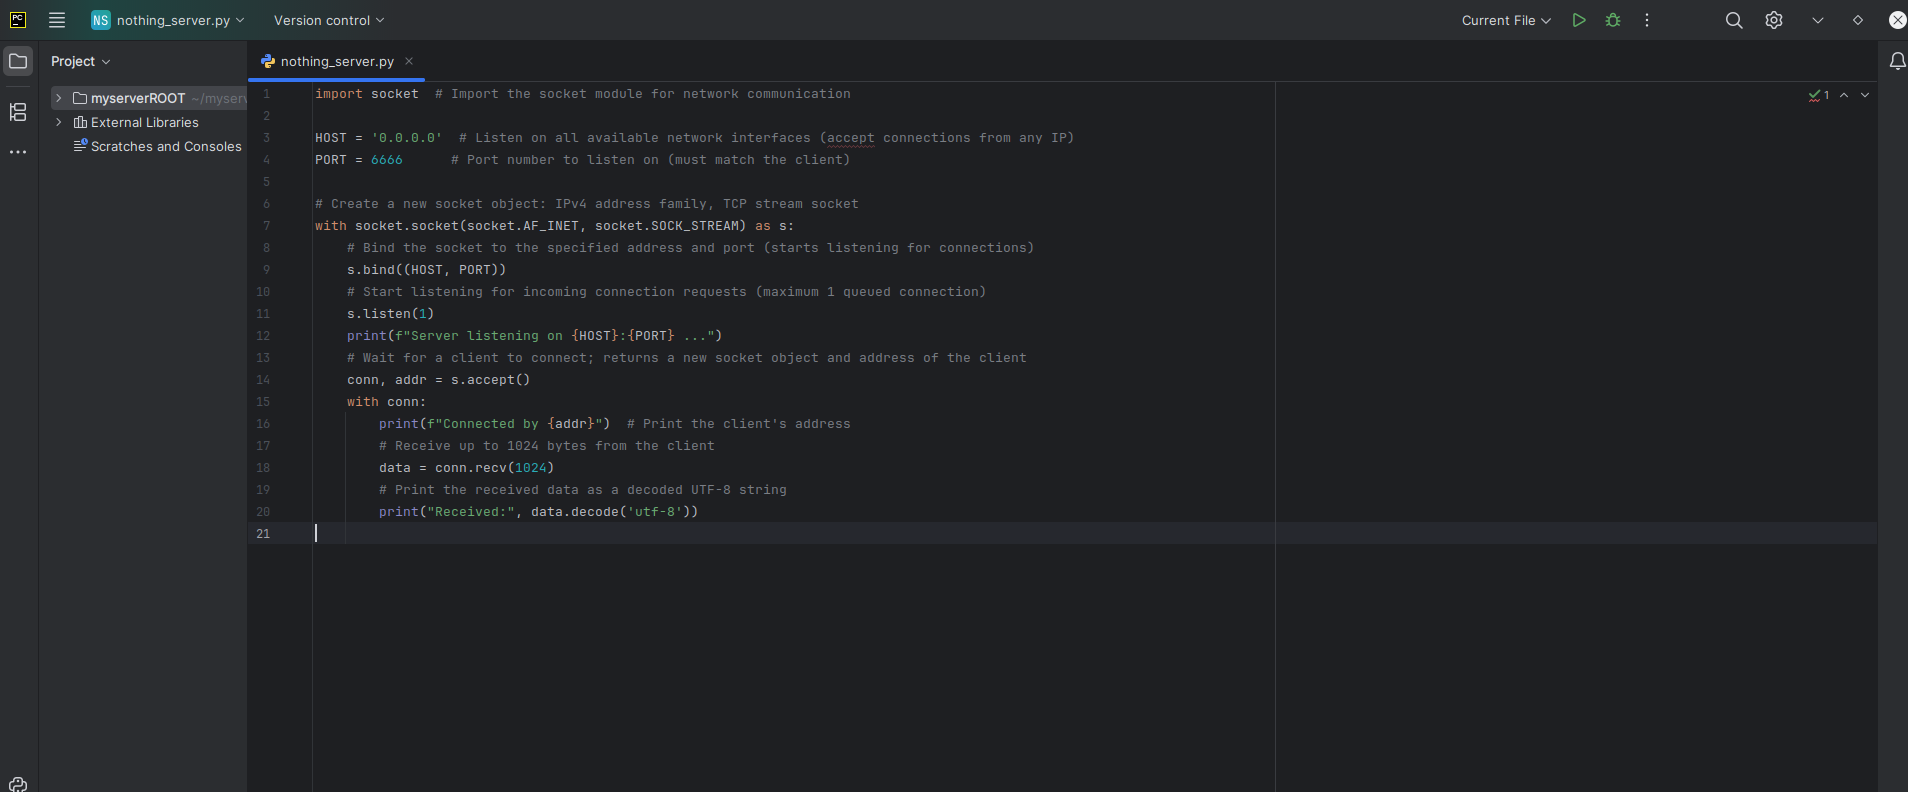 PC
NS nothing_server.py
Version control
Current File
Project
nothing_server.py
myserverROOT ~/myserv
External Libraries
Scratches and Consoles
1 import socket  # Import the socket module for network communication
2
3 HOST = '0.0.0.0'  # Listen on all available network interfaces (accept connections from any IP)
4 PORT = 6666      # Port number to listen on (must match the client)
5
6 # Create a new socket object: IPv4 address family, TCP stream socket
7 with socket.socket(socket.AF_INET, socket.SOCK_STREAM) as s:
8     # Bind the socket to the specified address and port (starts listening for connections)
9     s.bind((HOST, PORT))
10     # Start listening for incoming connection requests (maximum 1 queued connection)
11     s.listen(1)
12     print(f"Server listening on {HOST}:{PORT} ...")
13     # Wait for a client to connect; returns a new socket object and address of the client
14     conn, addr = s.accept()
15     with conn:
16         print(f"Connected by {addr}")  # Print the client's address
17         # Receive up to 1024 bytes from the client
18         data = conn.recv(1024)
19         # Print the received data as a decoded UTF-8 string
20         print("Received:", data.decode('utf-8'))
21
1